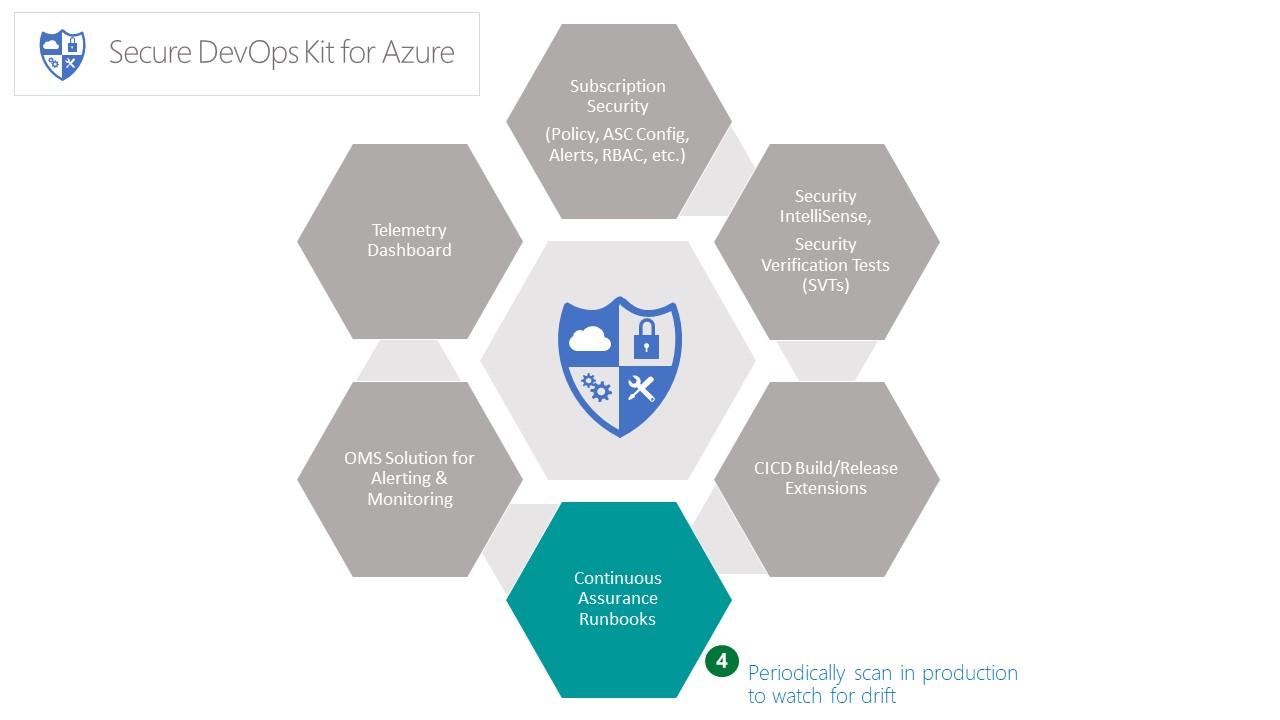 Secure DevOps Kit for Azure
Subscription
Security
(Policy, ASC Config,
Alerts, RBAC, etc.)
Security
IntelliSense,
Security
Verification Tests
(SVTs)
CICD Build/Release
Extensions
Continuous
Assurance
Runbooks
4
Periodically scan in production
to watch for drift
OMS Solution for
Alerting &
Monitoring
Telemetry
Dashboard